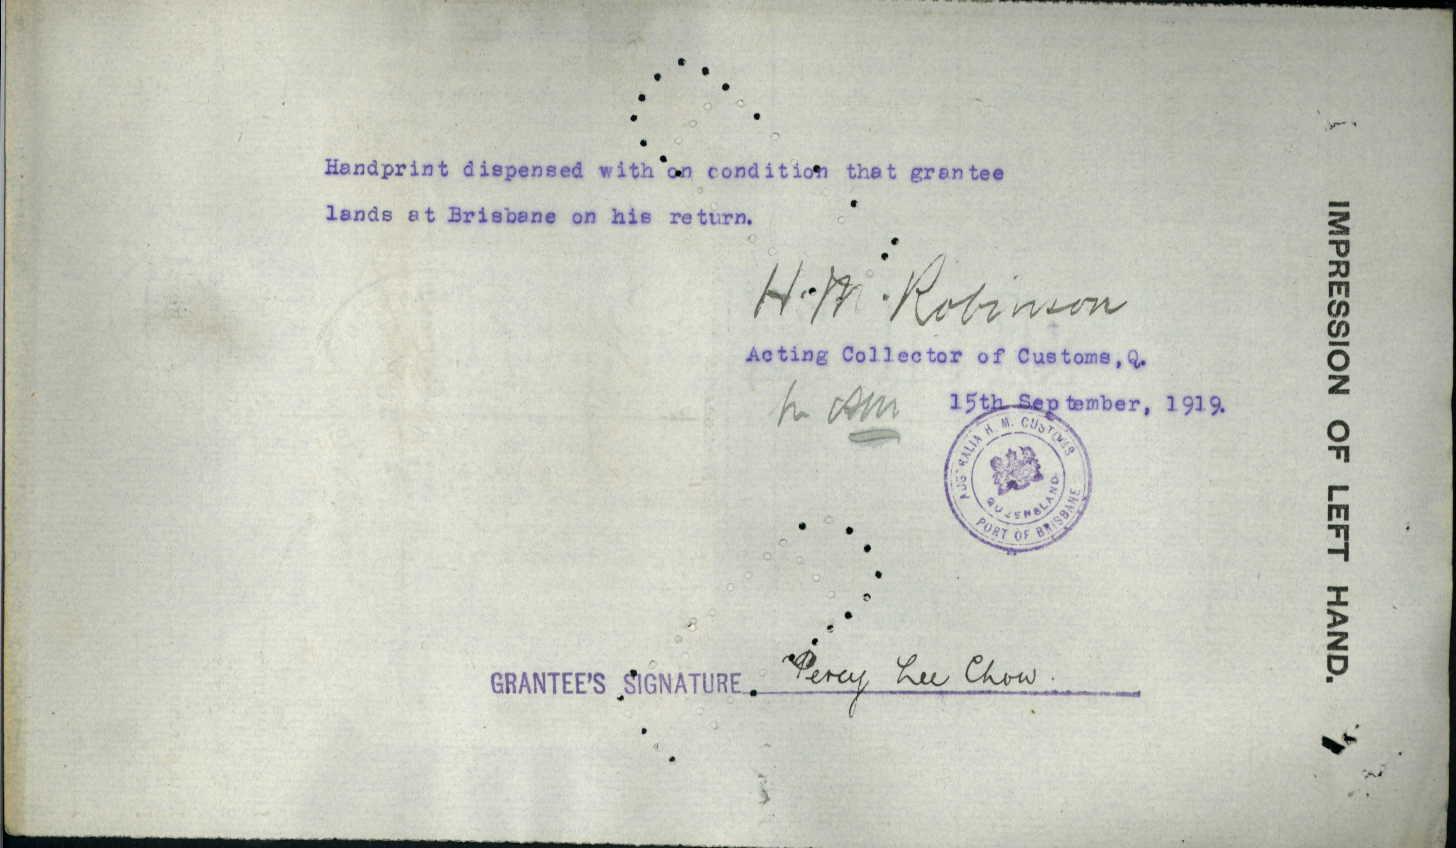 Handprint dispensed with on condition that grantee
lands at Brisbane on his return.
H. M. Robinson
Acting Collector of Customs, Q.
15th September, 1919.
AUSTRALIA H. M. CUSTOMS
QUEENSLAND
PORT OF BRISBANE
GRANTEE'S SIGNATURE Percy Lee Chow.
IMPRESSION OF LEFT HAND.